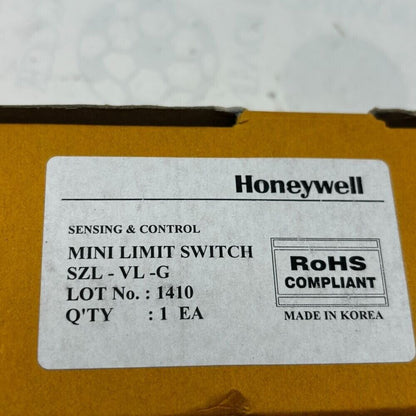 Honeywell
SENSING & CONTROL
MINI LIMIT SWITCH
SZL - VL -G
LOT No. : 1410
Q'TY : 1 EA
RoHS
COMPLIANT
MADE IN KOREA